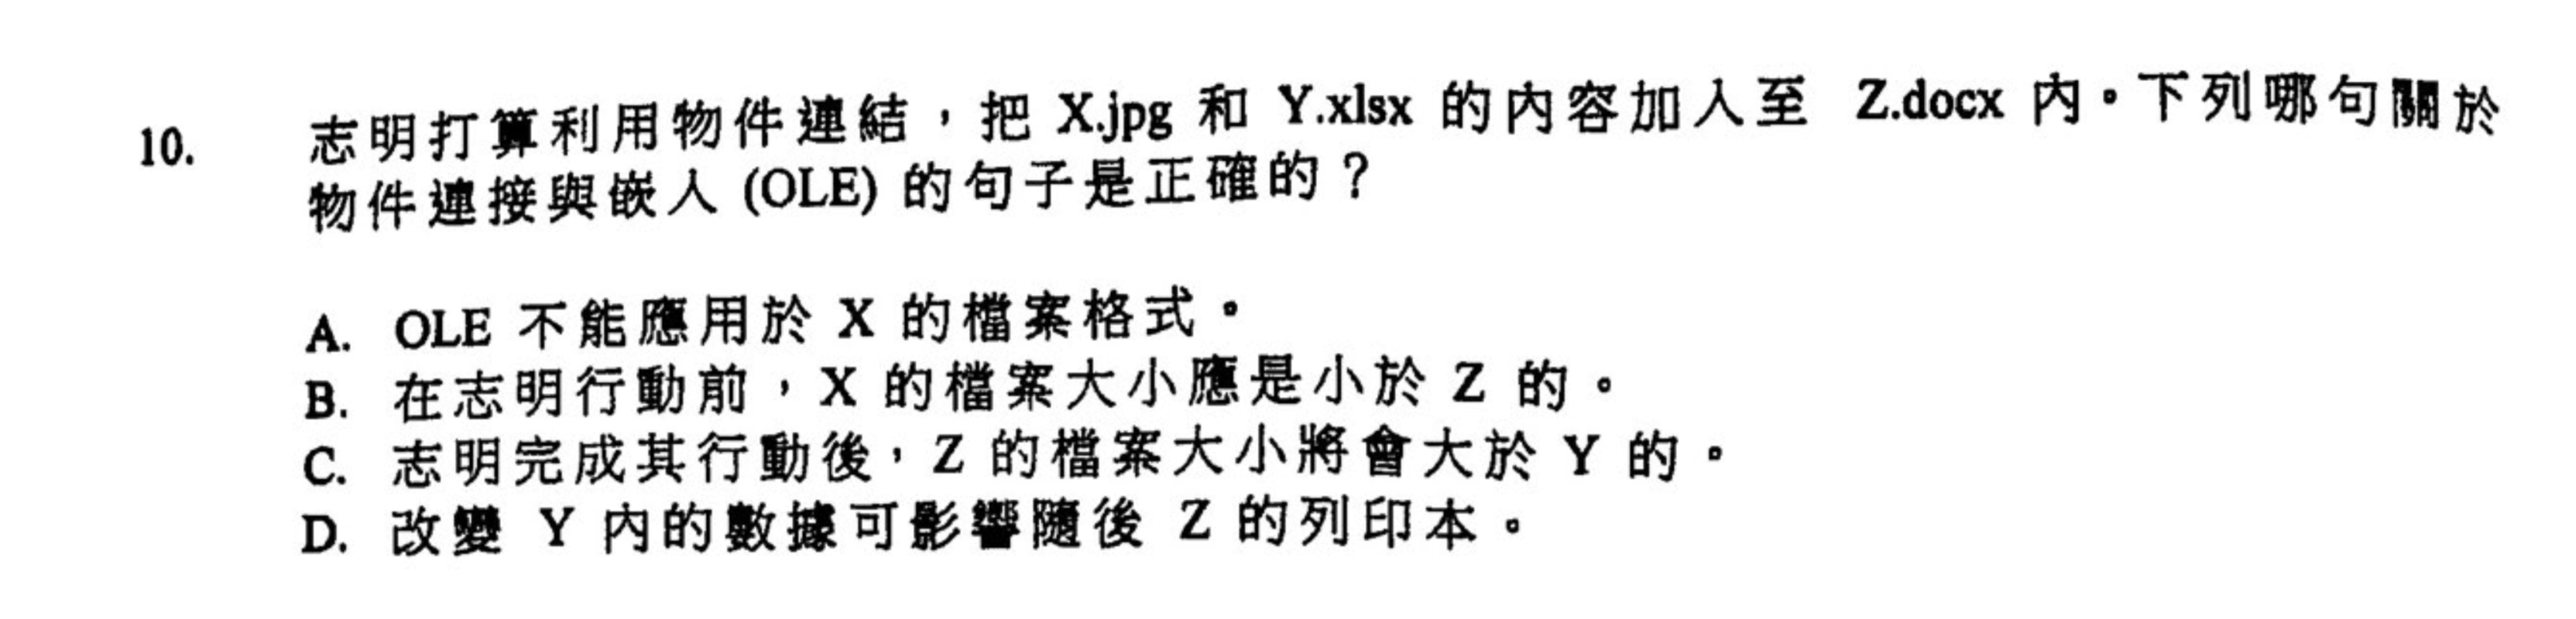 10. 志明打算利用物件連結，把 X.jpg 和 Y.xlsx 的內容加入至 Z.docx 內。下列哪句關於
物件連接與嵌入 (OLE) 的句子是正確的？
A. OLE 不能應用於 X 的檔案格式。
B. 在志明行動前，X 的檔案大小應是小於 Z 的。
C. 志明完成其行動後，Z 的檔案大小將會大於 Y 的。
D. 改變 Y 內的數據可影響隨後 Z 的列印本。